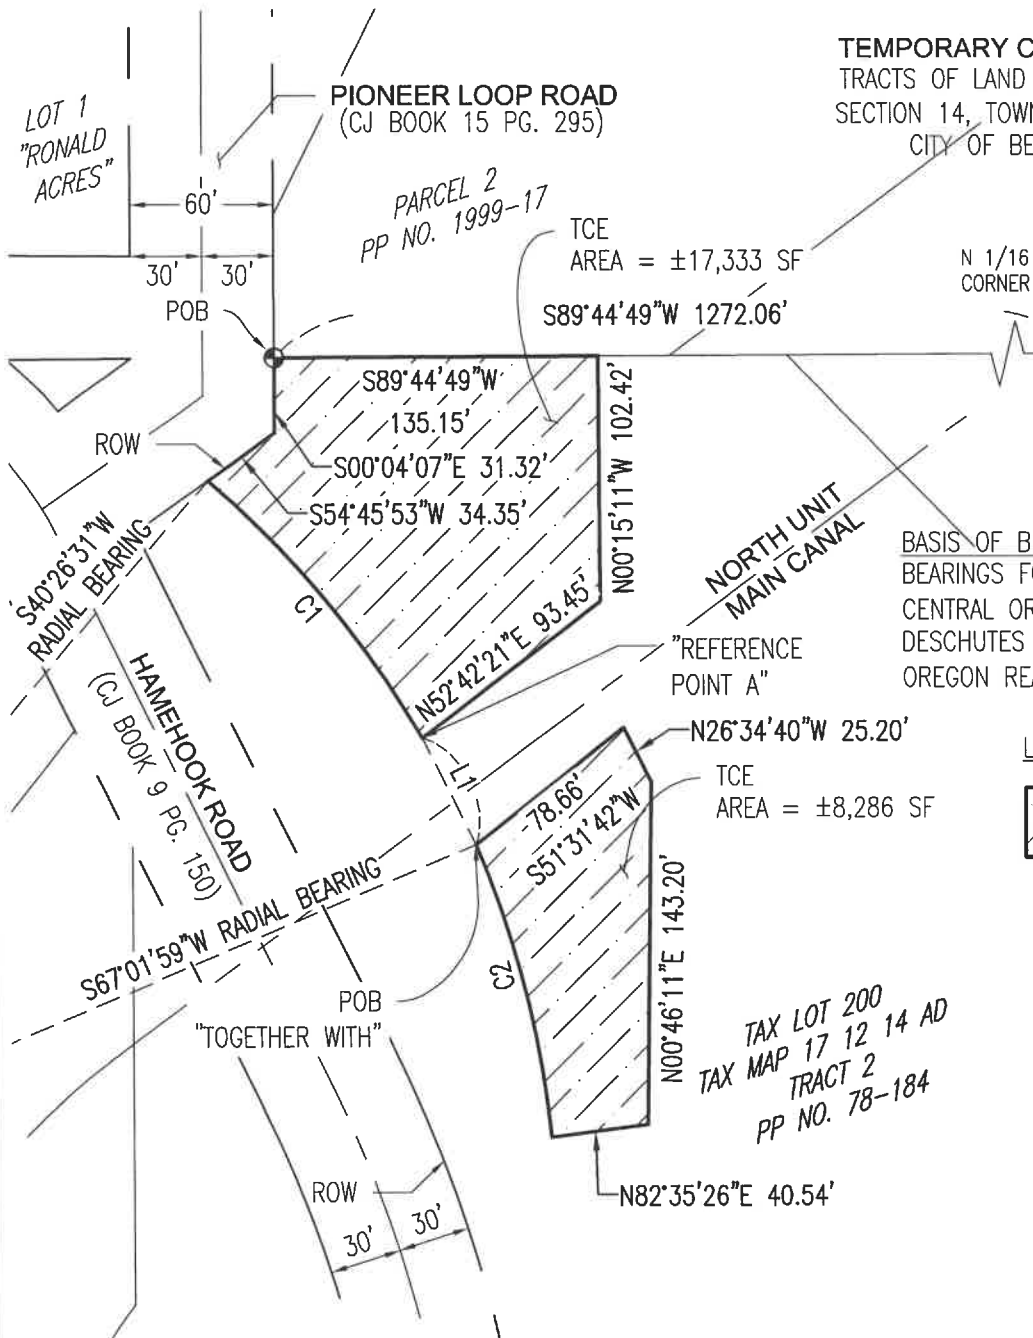 TEMPORARY C
TRACTS OF LAND
SECTION 14, TOWN
CITY OF BE
PIONEER LOOP ROAD
(CJ BOOK 15 PG. 295)
LOT 1
"RONALD
ACRES"
60'
30'
30'
PARCEL 2
PP NO. 1999-17
TCE
AREA = ±17,333 SF
N 1/16
CORNER
POB
S89°44'49"W 1272.06'
S89°44'49"W
135.15'
N00°15'11"W 102.42'
ROW
S00°04'07"E 31.32'
S54°45'53"W 34.35'
S40°26'31"W
RADIAL BEARING
C1
NORTH UNIT
MAIN CANAL
BASIS OF B
BEARINGS FO
CENTRAL OR
DESCHUTES
OREGON REA
N52°42'21"E 93.45'
"REFERENCE
POINT A"
HAMEHOOK ROAD
(CJ BOOK 9 PG. 150)
L1
N26°34'40"W 25.20'
L
TCE
AREA = ±8,286 SF
78.66'
S51°31'42"W
S67°01'59"W RADIAL BEARING
C2
N00°46'11"E 143.20'
POB
"TOGETHER WITH"
TAX LOT 200
TAX MAP 17 12 14 AD
TRACT 2
PP NO. 78-184
ROW
N82°35'26"E 40.54'
30'
30'